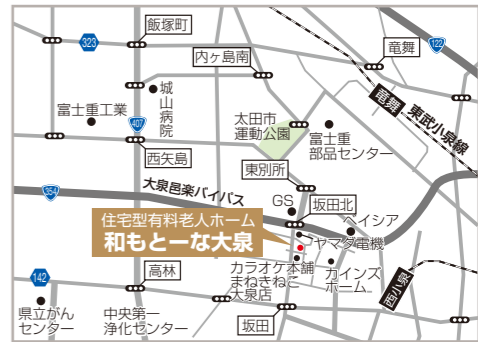 飯塚町
323
内ヶ島南
竜舞
122
城山病院
富士重工業
407
太田市
運動公園
富士重
部品センター
竜舞
東武小泉線
西矢島
東別所
354
大泉邑楽バイパス
GS
坂田北
ベイシア
住宅型有料老人ホーム
和もとーな大泉
ヤマダ電機
142
高林
カラオケ本舗
まねきねこ
大泉店
カインズ
ホーム
西小泉
県立がん
センター
中央第一
浄化センター
坂田